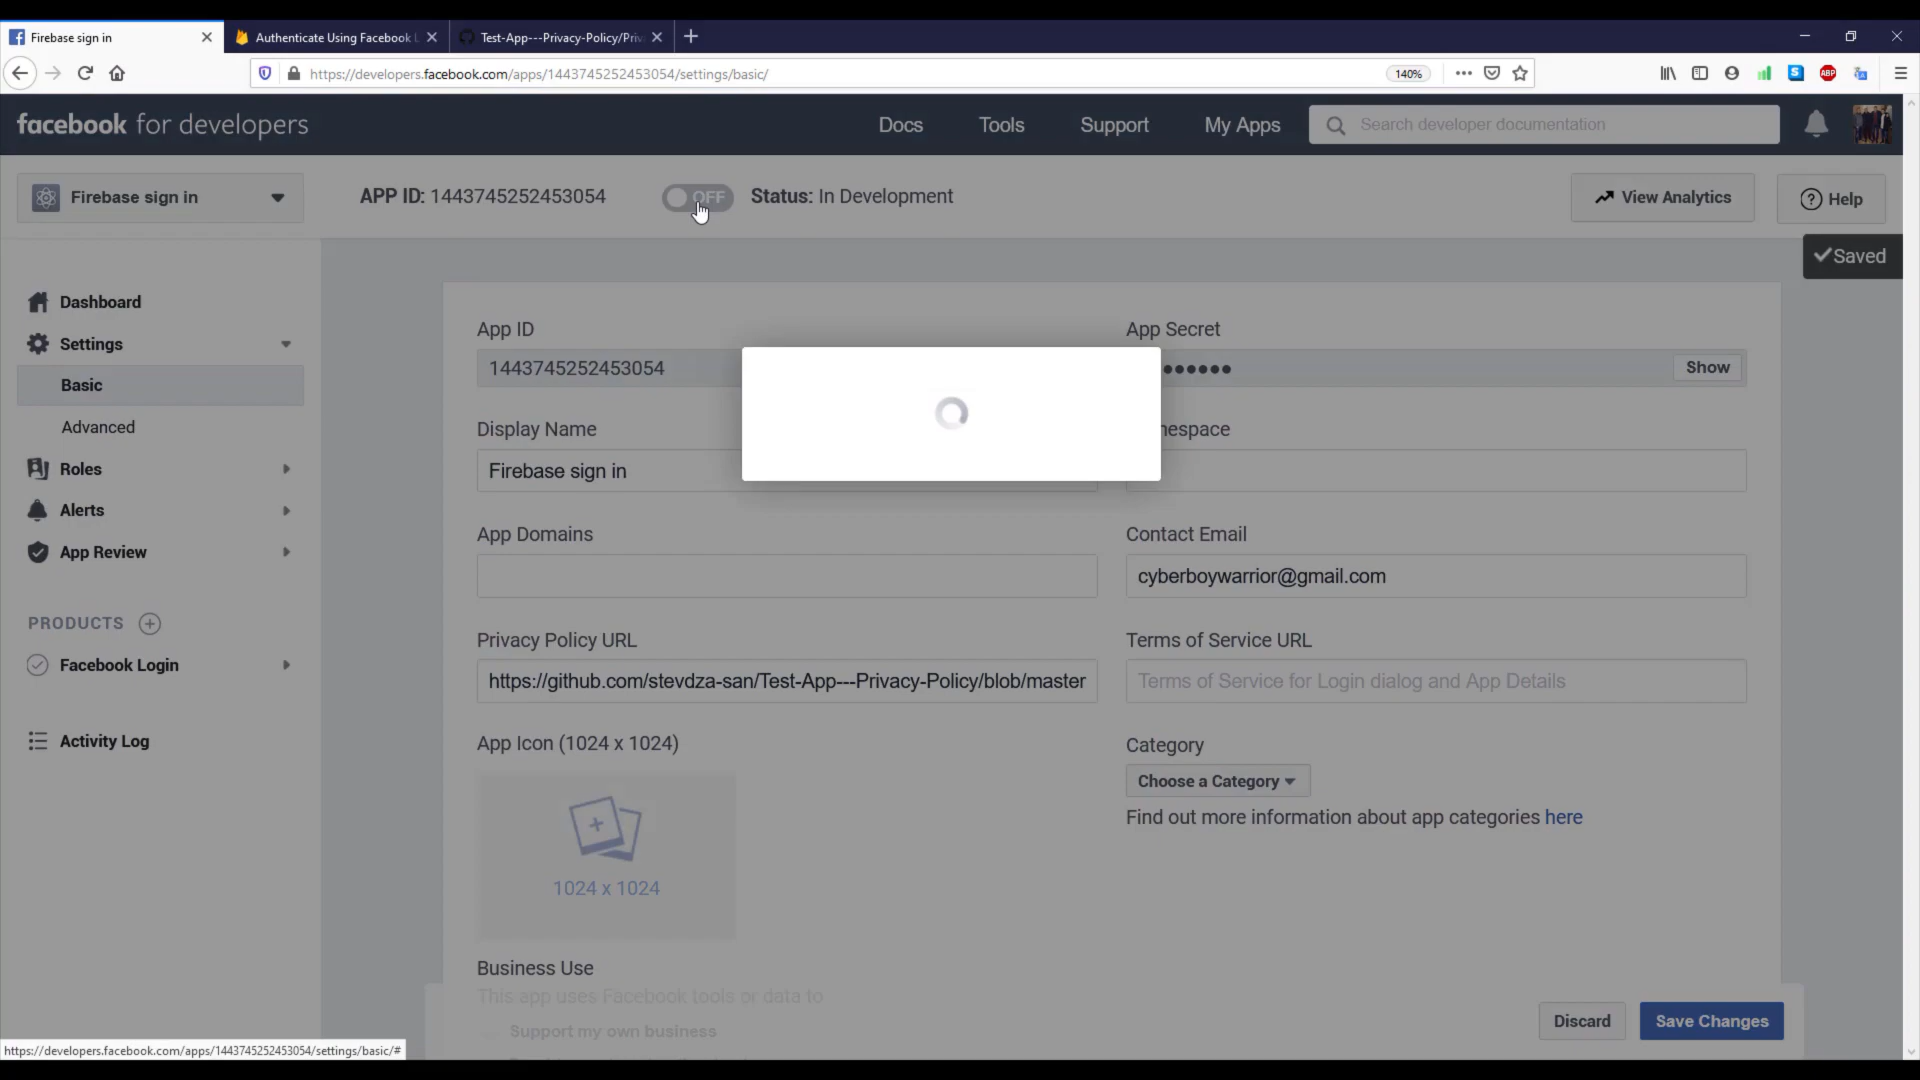 Firebase sign in
Authenticate Using Facebook L
Test-App---Privacy-Policy/Priv
https://developers.facebook.com/apps/1443745252453054/settings/basic/
140%
S
ABP
facebook for developers
Docs
Tools
Support
My Apps
Search developer documentation
Firebase sign in
APP ID: 1443745252453054
OFF
Status: In Development
View Analytics
Help
Saved
Dashboard
Settings
Basic
Advanced
Roles
Alerts
App Review
PRODUCTS
Facebook Login
Activity Log
App ID
App Secret
1443745252453054
Show
Display Name
espace
Firebase sign in
App Domains
Contact Email
cyberboywarrior@gmail.com
Privacy Policy URL
Terms of Service URL
https://github.com/stevdza-san/Test-App---Privacy-Policy/blob/master
Terms of Service for Login dialog and App Details
App Icon (1024 x 1024)
Category
Choose a Category
Find out more information about app categories here
1024 x 1024
Business Use
This app uses Facebook tools or data to
Support my own business
Discard
Save Changes
https://developers.facebook.com/apps/1443745252453054/settings/basic/#